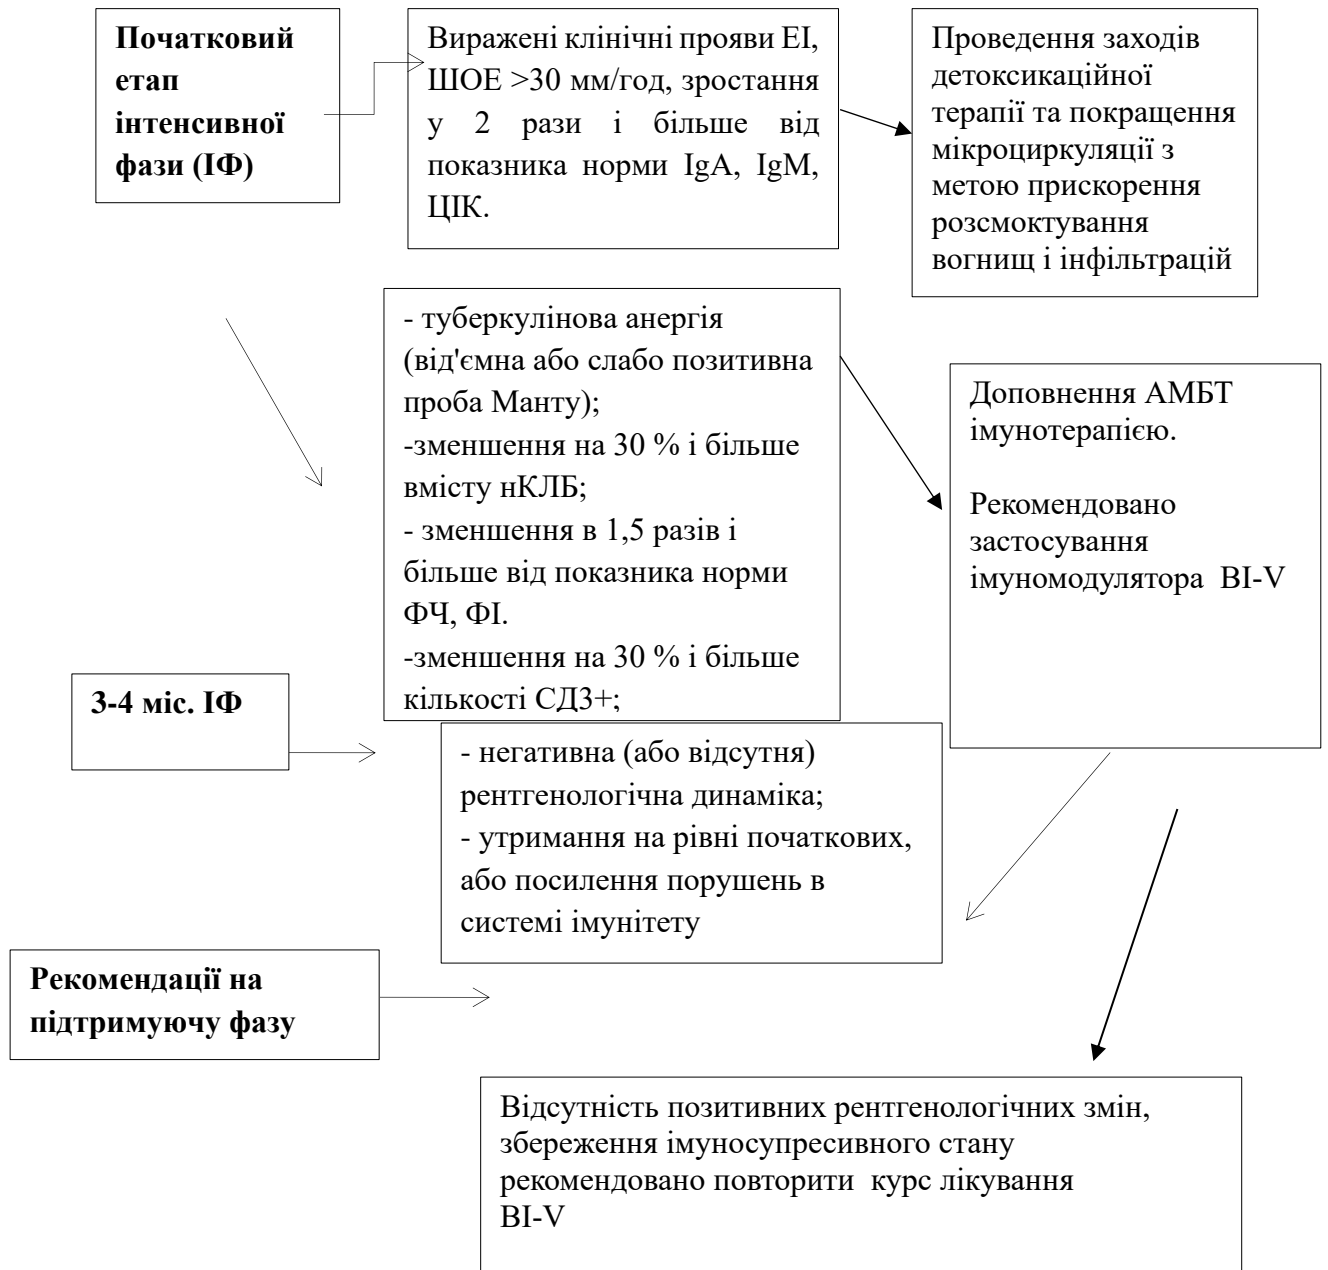 Початковий
етап
інтенсивної
фази (ІФ)
Виражені клінічні прояви ЕІ,
ШОЕ >30 мм/год, зростання
у 2 рази і більше від
показника норми IgA, IgM,
ЦІК.
Проведення заходів
детоксикаційної
терапії та покращення
мікроциркуляції з
метою прискорення
розсмоктування
вогнищ і інфільтрацій
- туберкулінова анергія
(від'ємна або слабо позитивна
проба Манту);
-зменшення на 30 % і більше
вмісту нКЛБ;
- зменшення в 1,5 разів і
більше від показника норми
ФЧ, ФІ.
-зменшення на 30 % і більше
кількості СД3+;
Доповнення АМБТ
імунотерапією.
Рекомендовано
застосування
імуномодулятора BI-V
3-4 міс. ІФ
- негативна (або відсутня)
рентгенологічна динаміка;
- утримання на рівні початкових,
або посилення порушень в
системі імунітету
Рекомендації на
підтримуючу фазу
Відсутність позитивних рентгенологічних змін,
збереження імуносупресивного стану
рекомендовано повторити курс лікування
BI-V